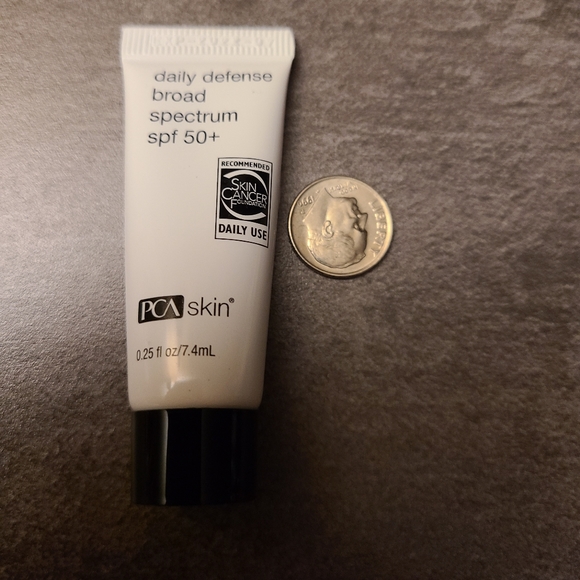 daily defense
broad
spectrum
spf 50+
RECOMMENDED
SKIN
CANCER
FOUNDATION
DAILY USE
PCA skin®
0.25 fl oz/7.4mL
LIBERTY